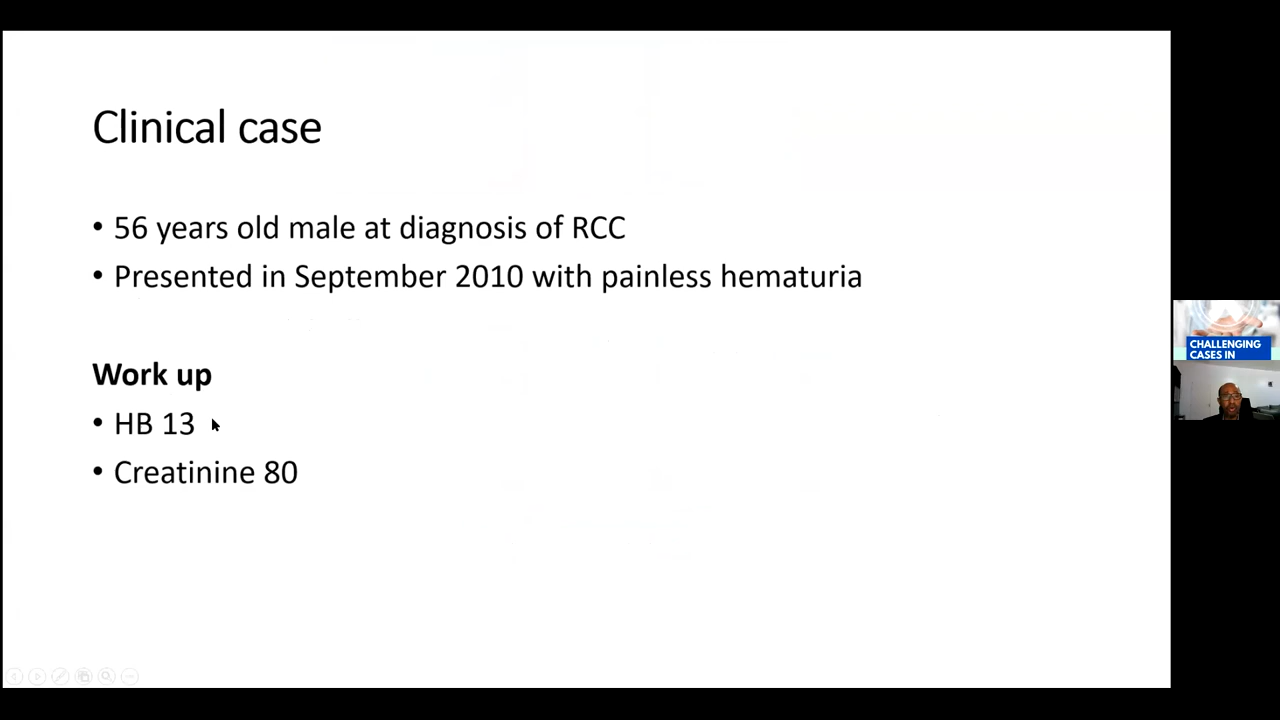 Clinical case
• 56 years old male at diagnosis of RCC
• Presented in September 2010 with painless hematuria
Work up
• HB 13
• Creatinine 80
CHALLENGING
CASES IN